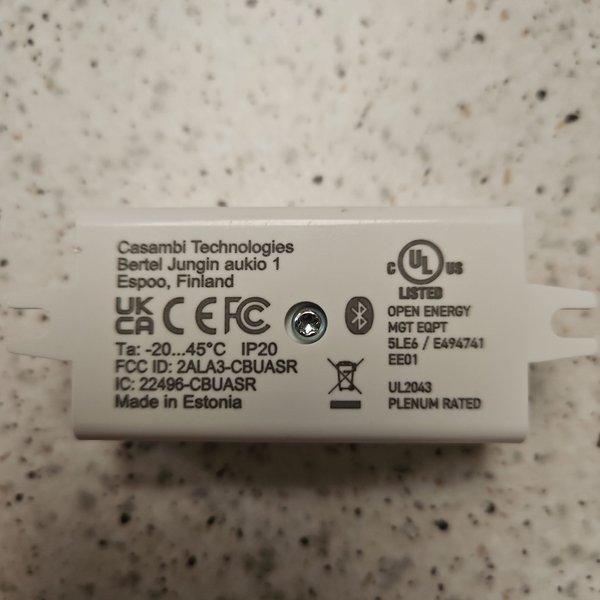 Casambi Technologies
Bertel Jungin aukio 1
Espoo, Finland
UK
CA CE FC
Ta: -20...45°C IP20
FCC ID: 2ALA3-CBUASR
IC: 22496-CBUASR
Made in Estonia
C UL US
LISTED
OPEN ENERGY
MGT EQPT
5LE6 / E494741
EE01
UL2043
PLENUM RATED